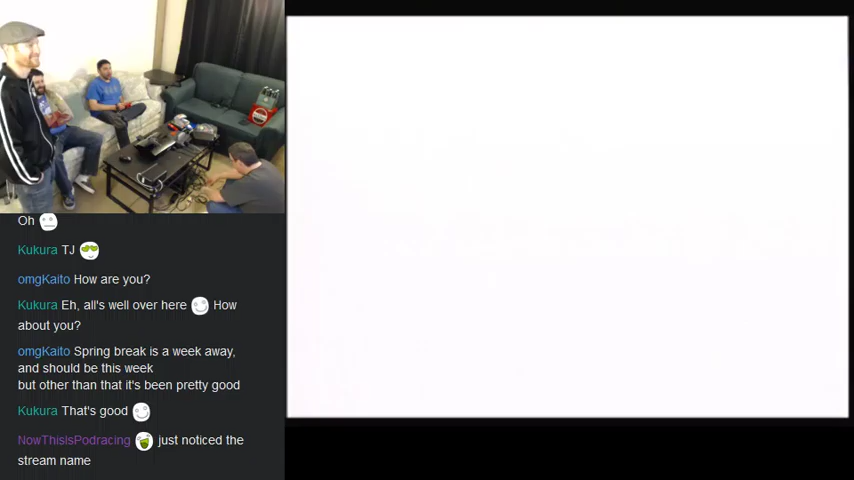 Oh
Kukura TJ
omgKaito How are you?
Kukura Eh, all's well over here How
about you?
omgKaito Spring break is a week away,
and should be this week
but other than that it's been pretty good
Kukura That's good
NowThisisPodracing just noticed the
stream name